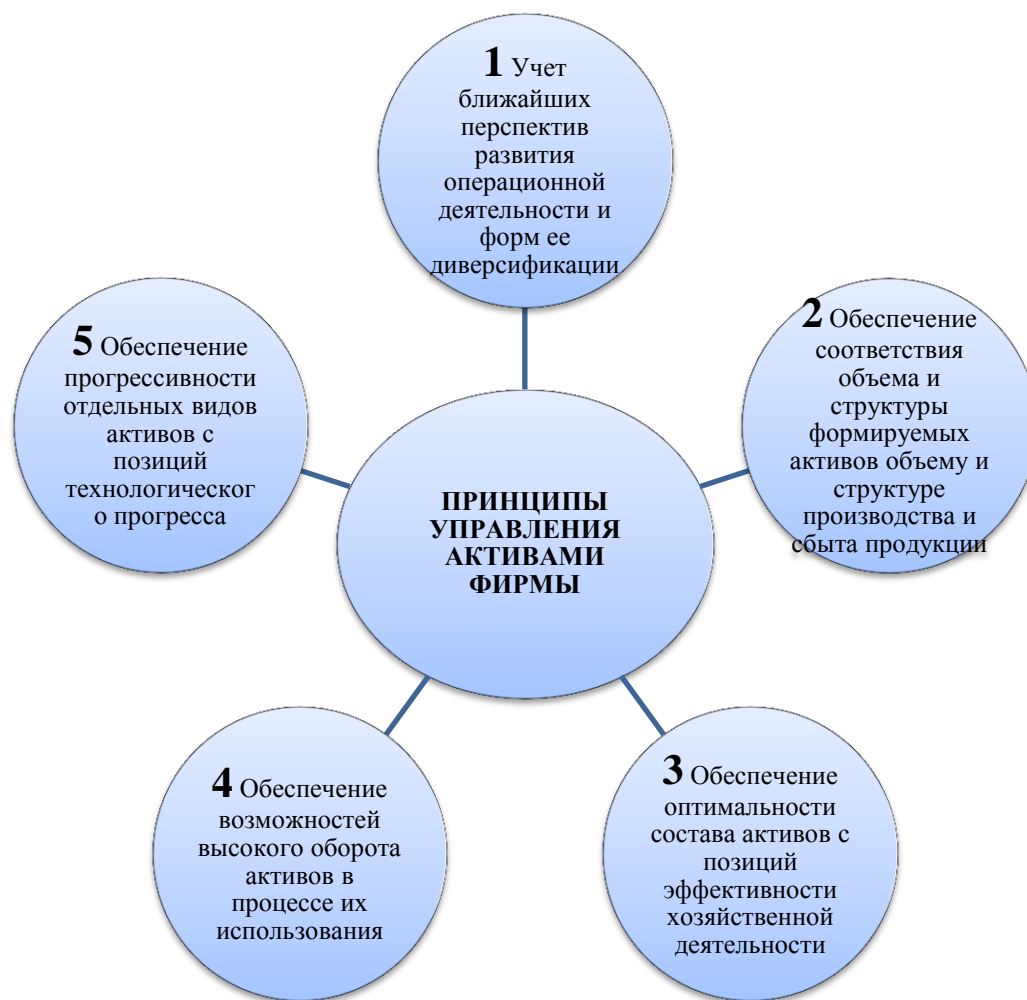 1 Учет
ближайших
перспектив
развития
операционной
деятельности и
форм ее
диверсификации
2 Обеспечение
соответствия
объема и
структуры
формируемых
активов объему и
структуре
производства и
сбыта продукции
3 Обеспечение
оптимальности
состава активов с
позиций
эффективности
хозяйственной
деятельности
4 Обеспечение
возможностей
высокого оборота
активов в
процессе их
использования
5 Обеспечение
прогрессивности
отдельных видов
активов с
позиций
технологическог
о прогресса
ПРИНЦИПЫ
УПРАВЛЕНИЯ
АКТИВАМИ
ФИРМЫ